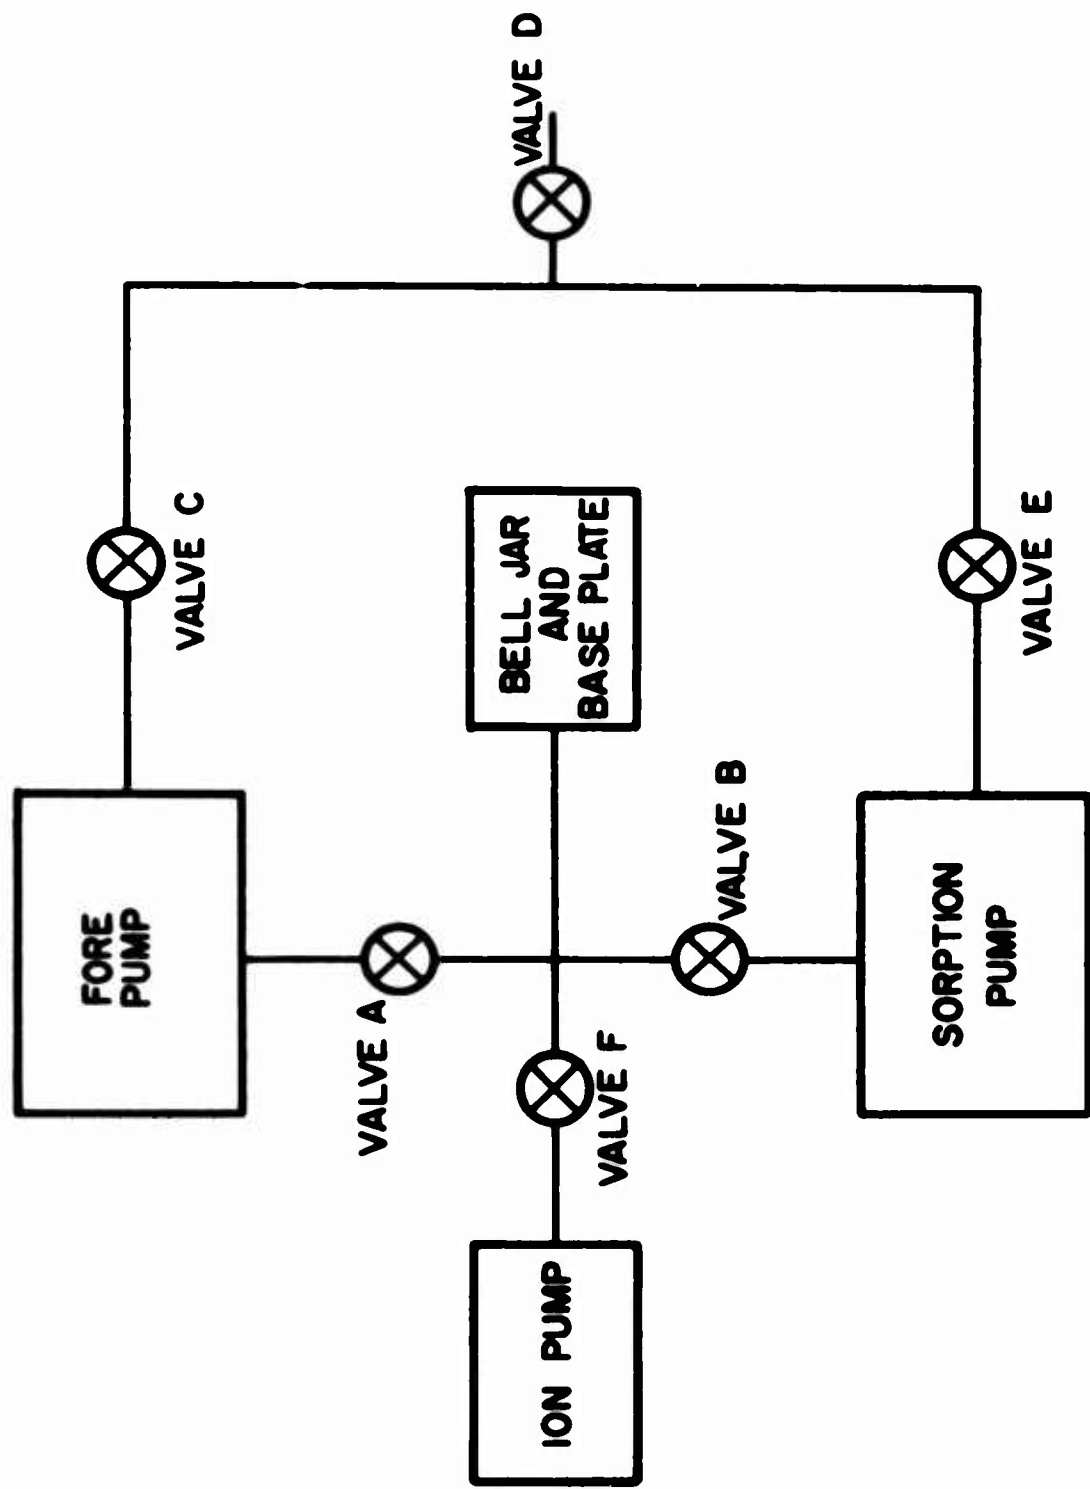 FORE
PUMP
VALVE C
VALVE A
ION PUMP
VALVE F
BELL JAR
AND
BASE PLATE
VALVE D
VALVE B
SORPTION
PUMP
VALVE E